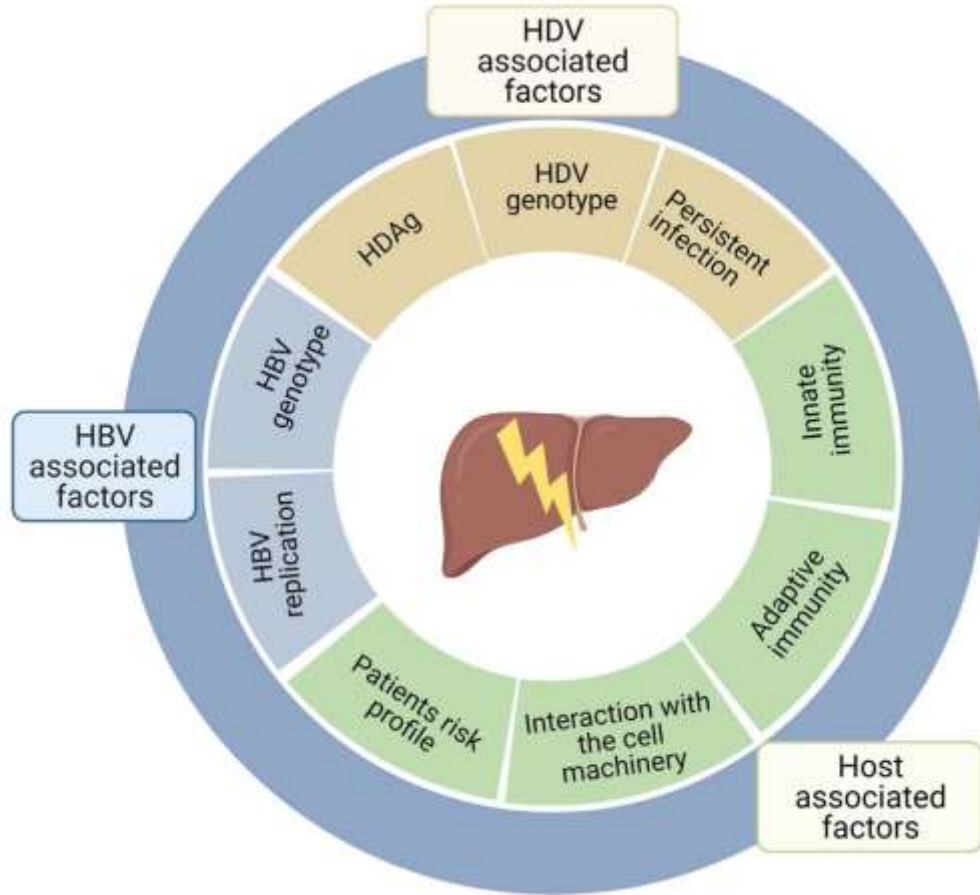 HDV
associated
factors
HDV
genotype
HDAg
Persistent
infection
HBV
genotype
Innate
immunity
HBV
associated
factors
HBV
replication
Adaptive
immunity
Patients risk
profile
Interaction with
the cell
machinery
Host
associated
factors